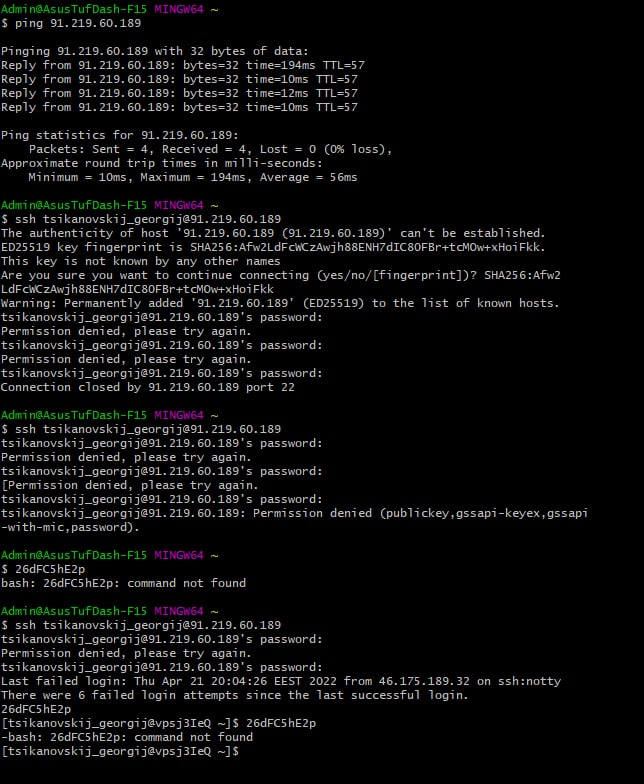 Admin@AsusTufDash-F15 MINGW64 ~
$ ping 91.219.60.189
Pinging 91.219.60.189 with 32 bytes of data:
Reply from 91.219.60.189: bytes=32 time=194ms TTL=57
Reply from 91.219.60.189: bytes=32 time=10ms TTL=57
Reply from 91.219.60.189: bytes=32 time=12ms TTL=57
Reply from 91.219.60.189: bytes=32 time=10ms TTL=57
Ping statistics for 91.219.60.189:
    Packets: Sent = 4, Received = 4, Lost = 0 (0% loss),
Approximate round trip times in milli-seconds:
    Minimum = 10ms, Maximum = 194ms, Average = 56ms
Admin@AsusTufDash-F15 MINGW64 ~
$ ssh tsikanovskij_georgij@91.219.60.189
The authenticity of host '91.219.60.189 (91.219.60.189)' can't be established.
ED25519 key fingerprint is SHA256:Afw2LdFcWCzAwjh88ENH7dIC8OFBr+tcMOw+xHoiFkk.
This key is not known by any other names
Are you sure you want to continue connecting (yes/no/[fingerprint])? SHA256:Afw2
LdFcWCzAwjh88ENH7dIC8OFBr+tcMOw+xHoiFkk
Warning: Permanently added '91.219.60.189' (ED25519) to the list of known hosts.
tsikanovskij_georgij@91.219.60.189's password:
Permission denied, please try again.
tsikanovskij_georgij@91.219.60.189's password:
Permission denied, please try again.
tsikanovskij_georgij@91.219.60.189's password:
Connection closed by 91.219.60.189 port 22
Admin@AsusTufDash-F15 MINGW64 ~
$ ssh tsikanovskij_georgij@91.219.60.189
tsikanovskij_georgij@91.219.60.189's password:
Permission denied, please try again.
tsikanovskij_georgij@91.219.60.189's password:
[Permission denied, please try again.
tsikanovskij_georgij@91.219.60.189's password:
tsikanovskij_georgij@91.219.60.189: Permission denied (publickey,gssapi-keyex,gssapi
-with-mic,password).
Admin@AsusTufDash-F15 MINGW64 ~
$ 26dFC5hE2p
bash: 26dFC5hE2p: command not found
Admin@AsusTufDash-F15 MINGW64 ~
$ ssh tsikanovskij_georgij@91.219.60.189
tsikanovskij_georgij@91.219.60.189's password:
Permission denied, please try again.
tsikanovskij_georgij@91.219.60.189's password:
Last failed login: Thu Apr 21 20:04:26 EEST 2022 from 46.175.189.32 on ssh:notty
There were 6 failed login attempts since the last successful login.
26dFC5hE2p
[tsikanovskij_georgij@vpsj3IeQ ~]$ 26dFC5hE2p
-bash: 26dFC5hE2p: command not found
[tsikanovskij_georgij@vpsj3IeQ ~]$